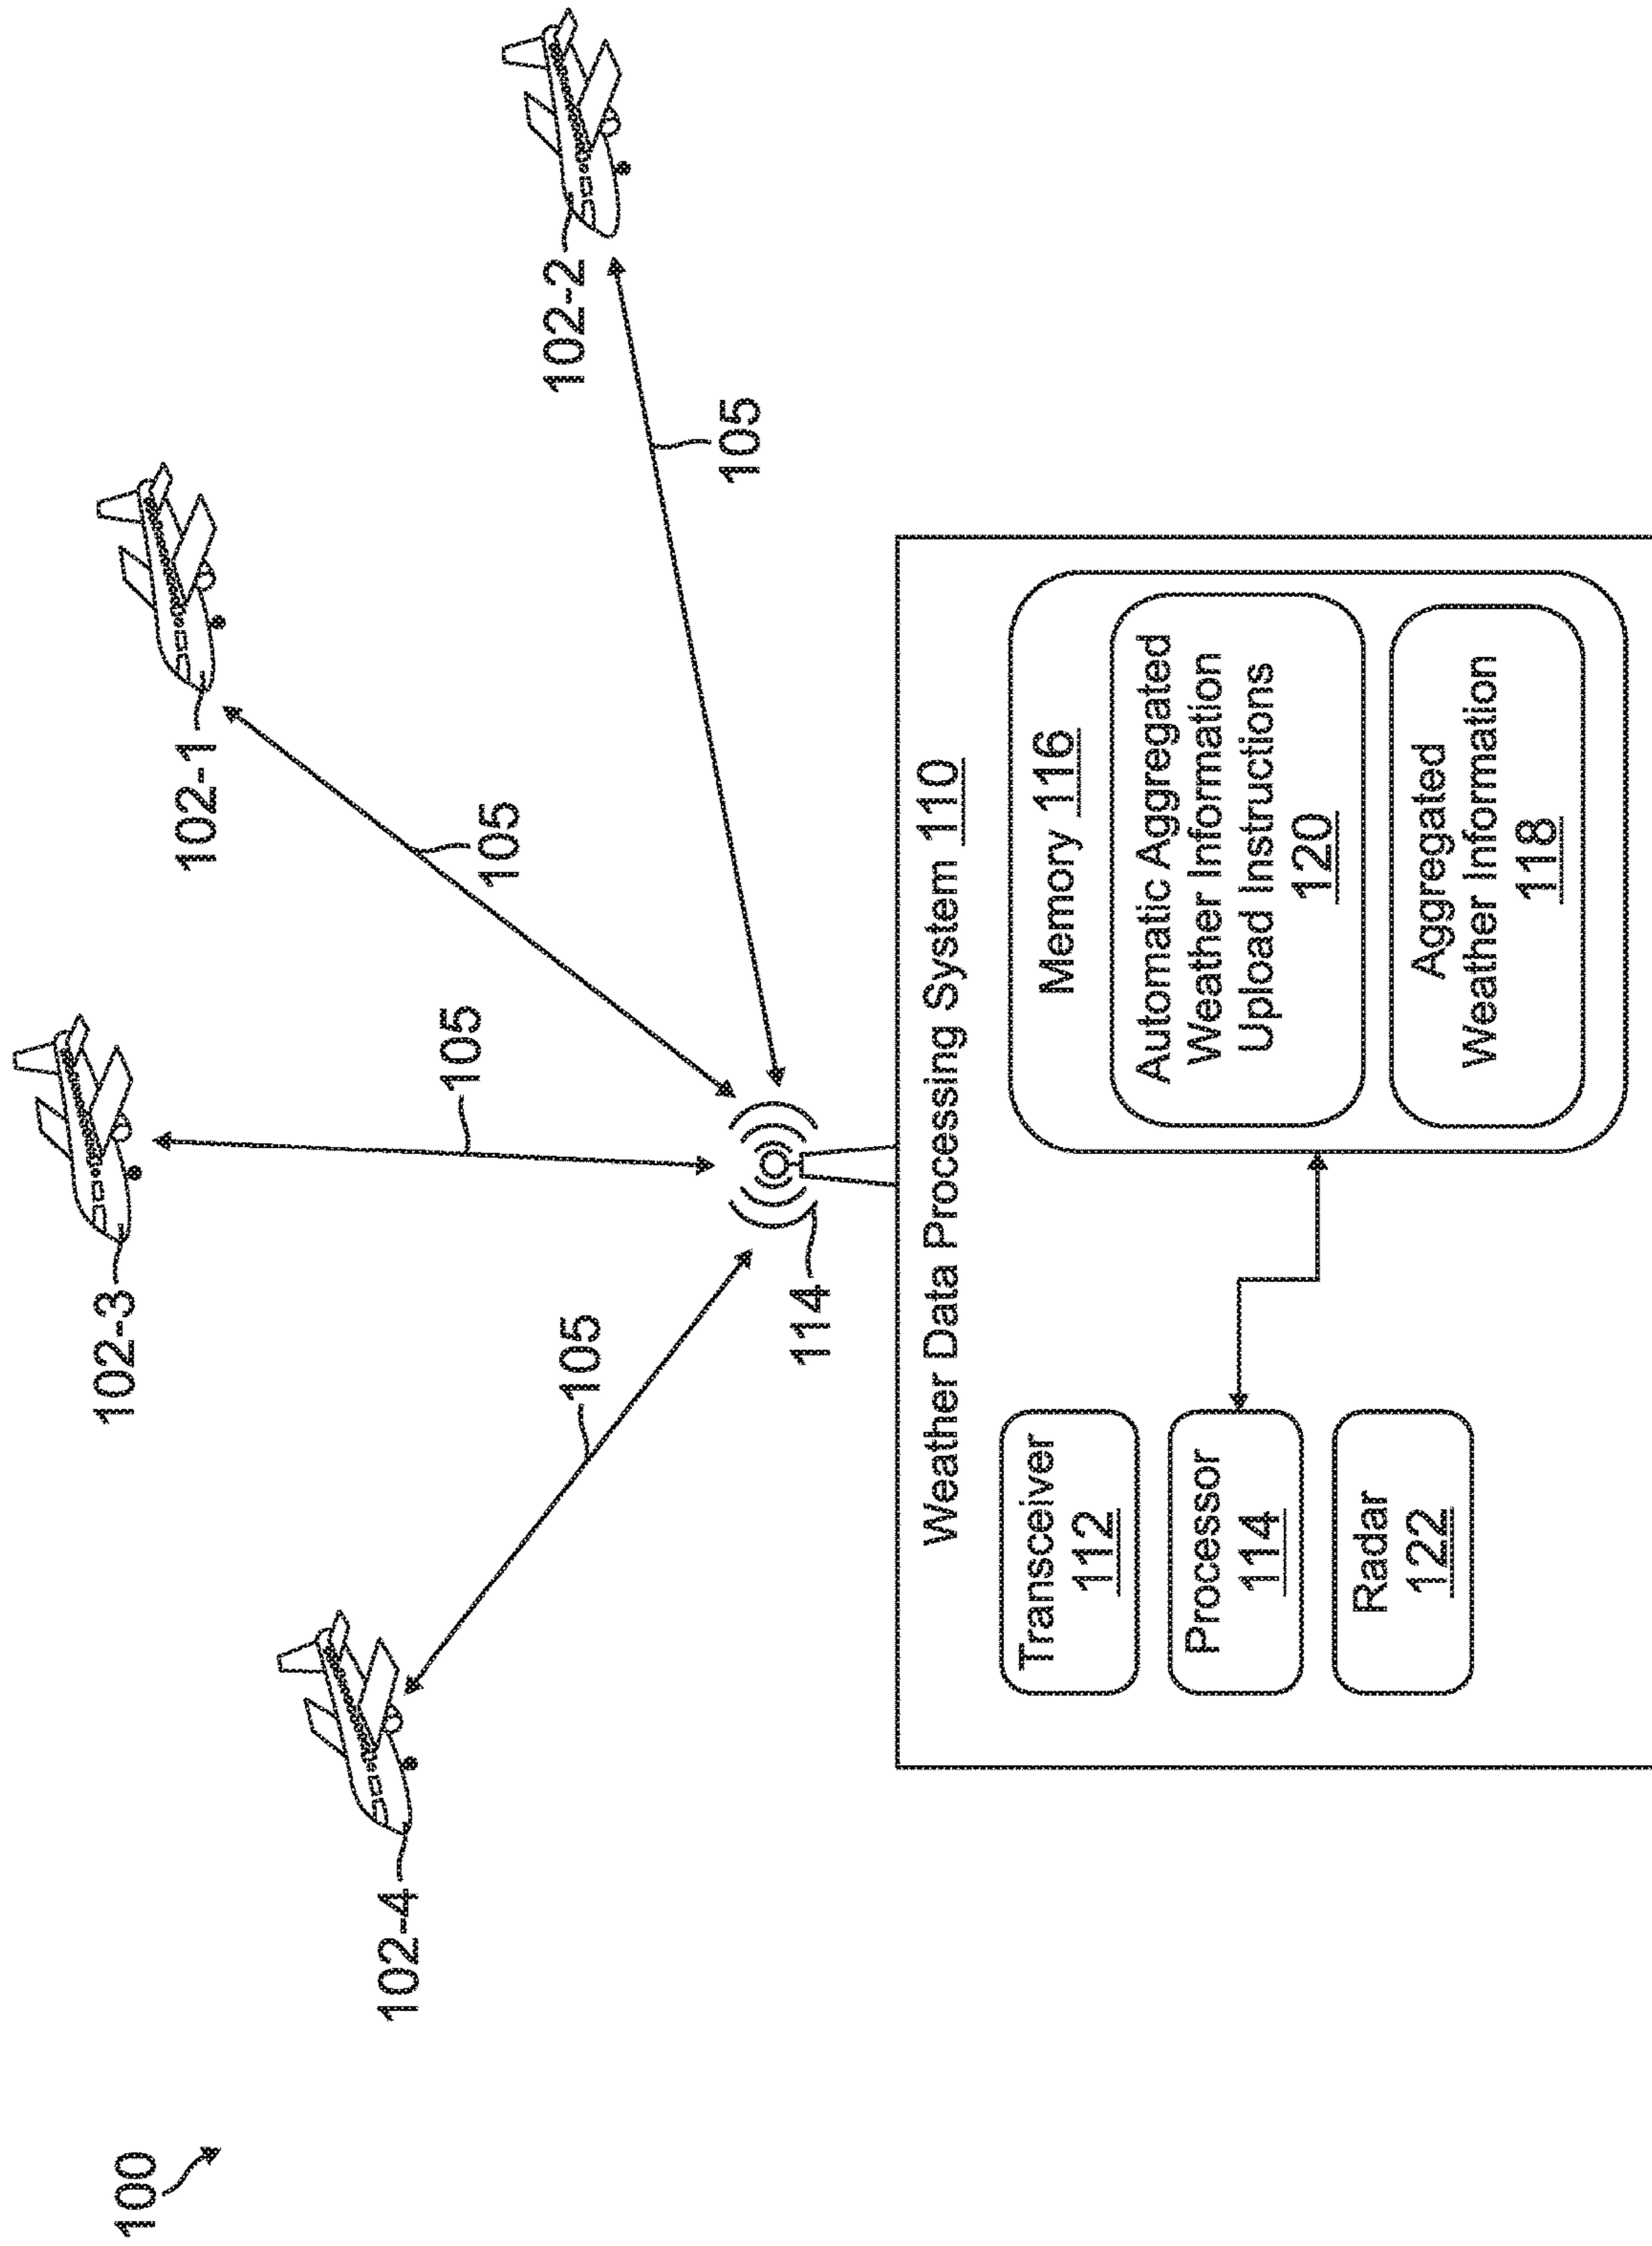 100
102-4
102-3
102-1
102-2
105
105
105
105
114
Weather Data Processing System 110
Transceiver
112
Processor
114
Radar
122
Memory 116
Automatic Aggregated
Weather Information
Upload Instructions
120
Aggregated
Weather Information
118